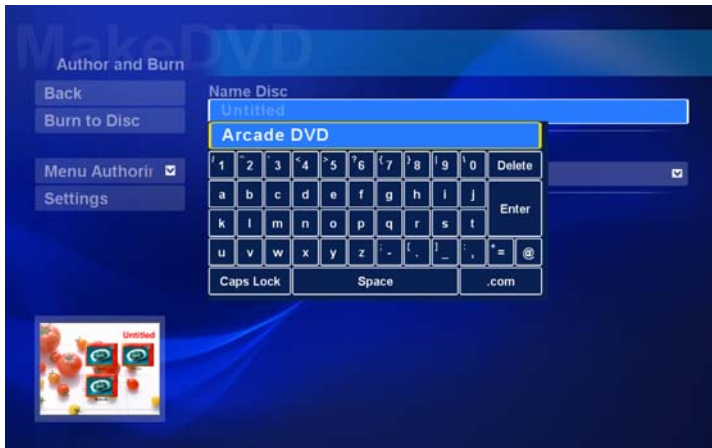 MakeDVD
Author and Burn
Back
Burn to Disc
Menu Authorin
Settings
Name Disc
Untitled
Arcade DVD
1 2 3 <4 >5 ?6 {7 }8 |9 \0 Delete
a b c d e f g h i j
Enter
k l m n o p q r s t
u v w x y z ;- [. ]_ :, += @
Caps Lock Space .com
Untitled